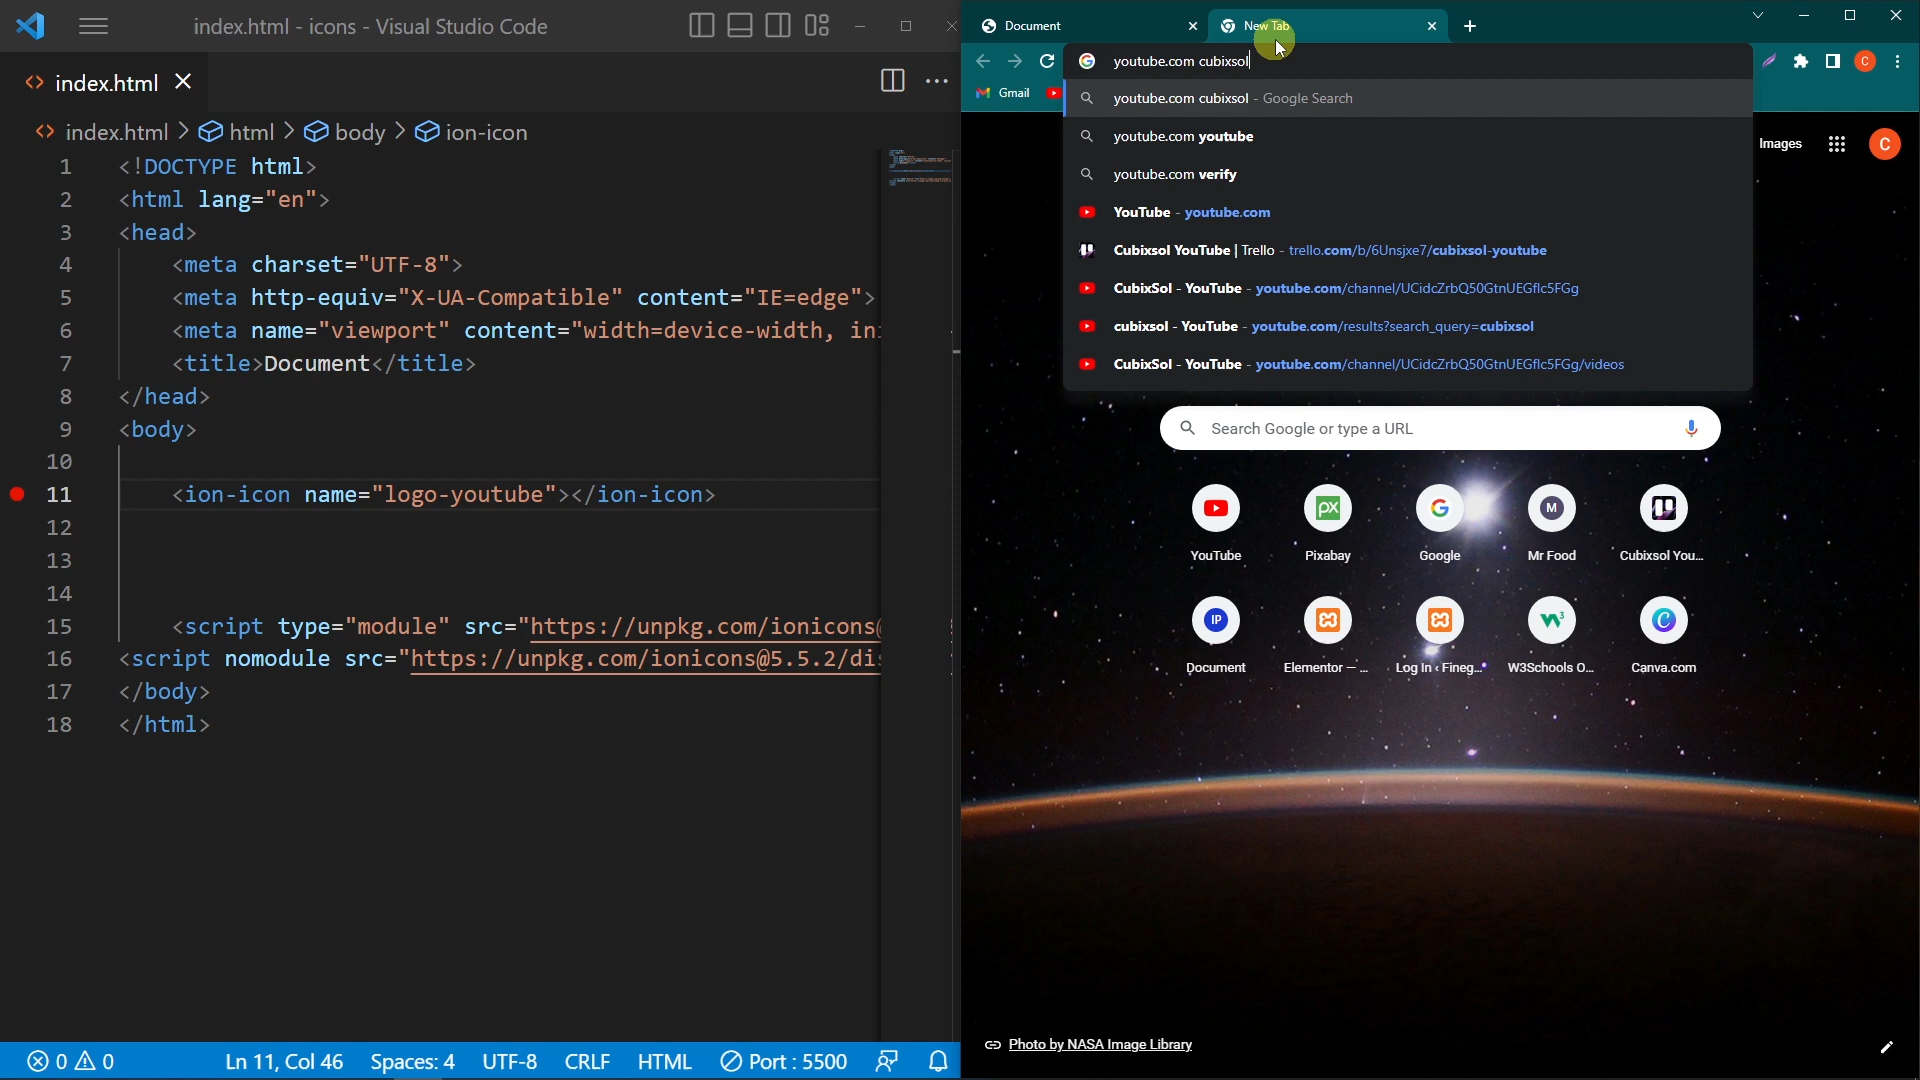 index.html - icons - Visual Studio Code
index.html
index.html > html > body > ion-icon
1 <!DOCTYPE html>
2 <html lang="en">
3 <head>
4 <meta charset="UTF-8">
5 <meta http-equiv="X-UA-Compatible" content="IE=edge">
6 <meta name="viewport" content="width=device-width,
7 <title>Document</title>
8 </head>
9 <body>
10
11 <ion-icon name="logo-youtube"></ion-icon>
12
13
14
15 <script type="module" src="https://unpkg.com/ionicons
16 <script nomodule src="https://unpkg.com/ionicons@5.5.2/
17 </body>
18 </html>
0 0 Ln 11, Col 46 Spaces: 4 UTF-8 CRLF HTML Port : 5500
Document New Tab
youtube.com cubixsol
Gmail
youtube.com cubixsol - Google Search
youtube.com youtube
youtube.com verify
YouTube - youtube.com
Cubixsol YouTube | Trello - trello.com/b/6Unsjxe7/cubixsol-youtube
CubixSol - YouTube - youtube.com/channel/UCidcZrbQ50GtnUEGflc5FGg
cubixsol - YouTube - youtube.com/results?search_query=cubixsol
CubixSol - YouTube - youtube.com/channel/UCidcZrbQ50GtnUEGflc5FGg/videos
C
Images C
Search Google or type a URL
PX G M
YouTube Pixabay Google Mr Food Cubixsol You...
IP W3 C
Document Elementor — ... Log In ‹ Fineg... W3Schools O... Canva.com
Photo by NASA Image Library